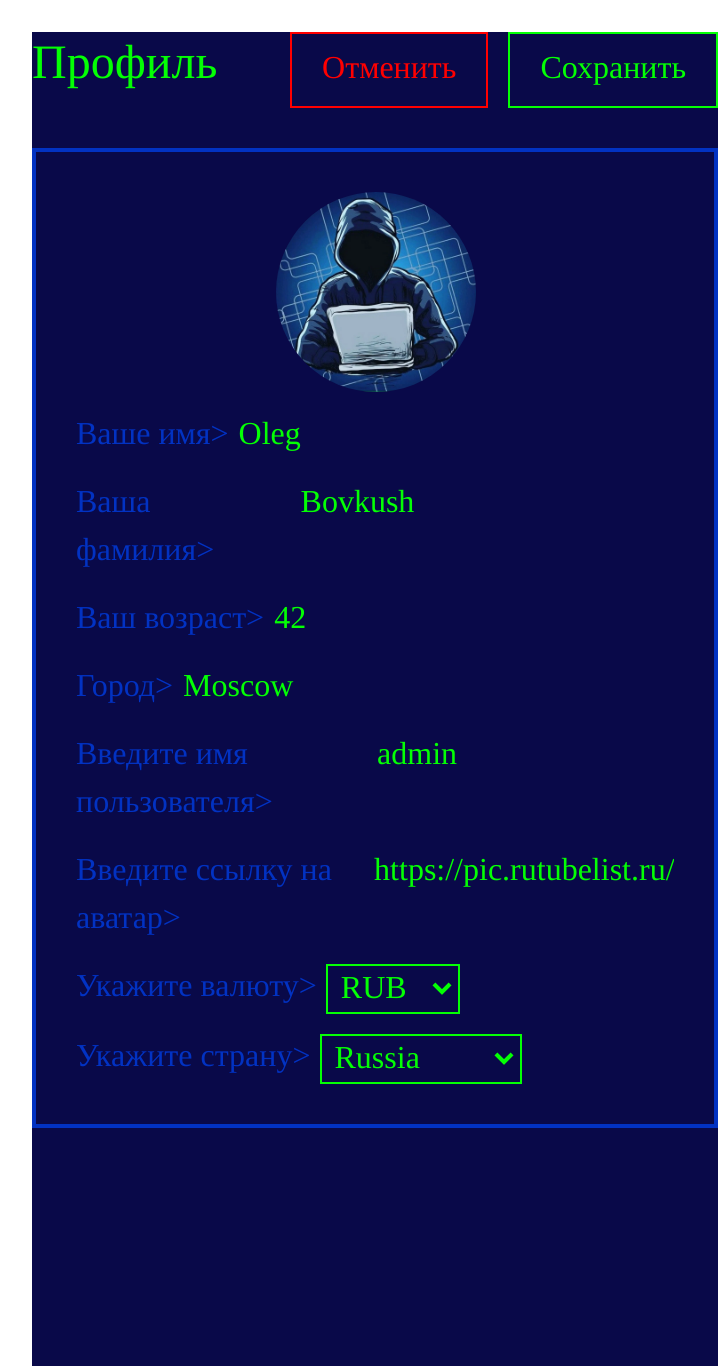 Профиль
Отменить
Сохранить
Ваше имя> Oleg
Ваша Bovkush
фамилия>
Ваш возраст> 42
Город> Moscow
Введите имя admin
пользователя>
Введите ссылку на https://pic.rutubelist.ru/
аватар>
Укажите валюту> RUB
Укажите страну> Russia